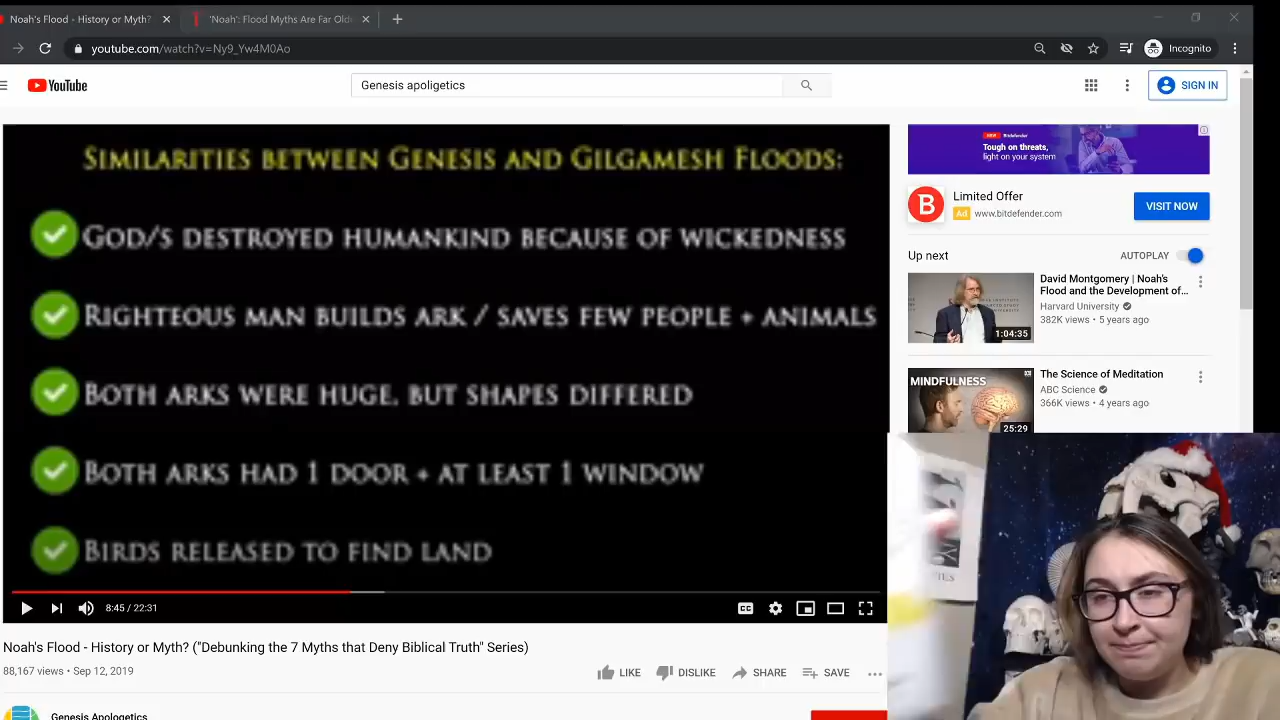 Noah's Flood - History or Myth?
'Noah': Flood Myths Are Far Olde
youtube.com/watch?v=Ny9_Yw4M0Ao
Incognito
YouTube
Genesis apoligetics
SIGN IN
SIMILARITIES BETWEEN GENESIS AND GILGAMESH FLOODS:
GOD/S DESTROYED HUMANKIND BECAUSE OF WICKEDNESS
RIGHTEOUS MAN BUILDS ARK / SAVES FEW PEOPLE + ANIMALS
BOTH ARKS WERE HUGE, BUT SHAPES DIFFERED
BOTH ARKS HAD 1 DOOR + AT LEAST 1 WINDOW
BIRDS RELEASED TO FIND LAND
8:45 / 22:31
CC
Noah's Flood - History or Myth? ("Debunking the 7 Myths that Deny Biblical Truth" Series)
88,167 views • Sep 12, 2019
LIKE
DISLIKE
SHARE
SAVE
Genesis Apologetics
NEW Bitdefender
Tough on threats,
light on your system
B
Limited Offer
Ad www.bitdefender.com
VISIT NOW
Up next
AUTOPLAY
David Montgomery | Noah's
Flood and the Development of...
Harvard University
382K views • 5 years ago
1:04:35
MINDFULNESS
The Science of Meditation
ABC Science
366K views • 4 years ago
25:29